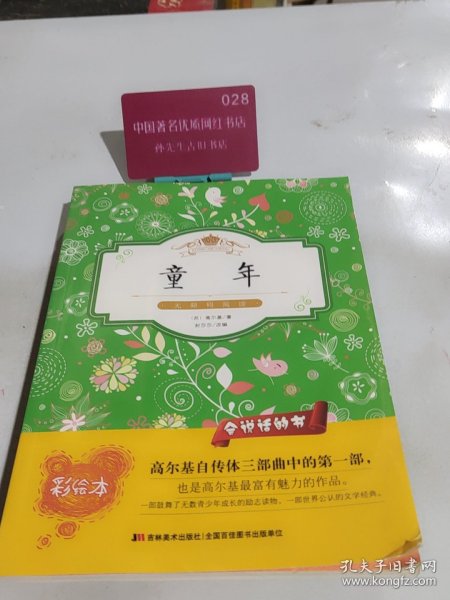 028
中国著名优质网红书店
孙先生古旧书店
童年
无障碍阅读
（苏）高尔基/著
会说话的书
彩绘本
高尔基自传体三部曲中的第一部，
也是高尔基最富有魅力的作品。
一部鼓舞了无数青少年成长的励志读物，一部世界公认的文学经典。
吉林美术出版社|全国百佳图书出版单位
孔夫子旧书网
www.kongfz.com